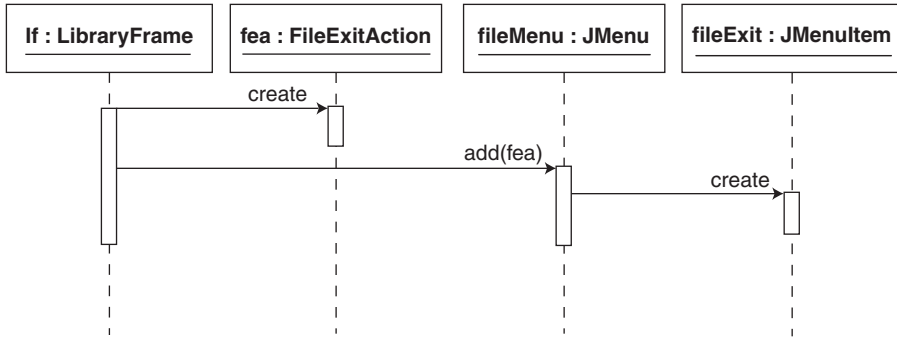 lf : LibraryFrame
fea : FileExitAction
fileMenu : JMenu
fileExit : JMenuItem
create
add(fea)
create